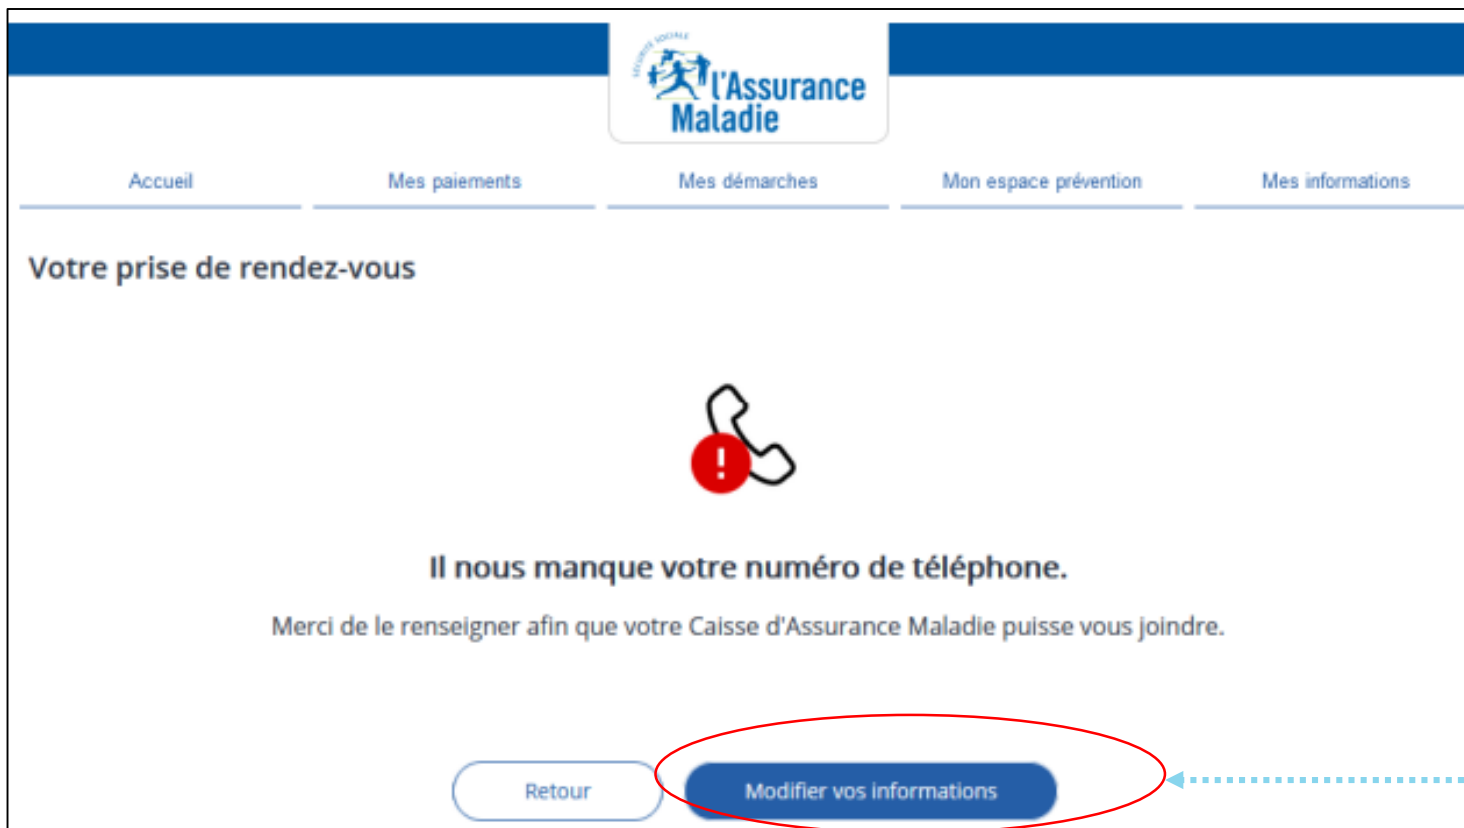 SÉCURITÉ SOCIALE
l'Assurance
Maladie
Accueil
Mes paiements
Mes démarches
Mon espace prévention
Mes informations
Votre prise de rendez-vous
!
Il nous manque votre numéro de téléphone.
Merci de le renseigner afin que votre Caisse d'Assurance Maladie puisse vous joindre.
Retour
Modifier vos informations